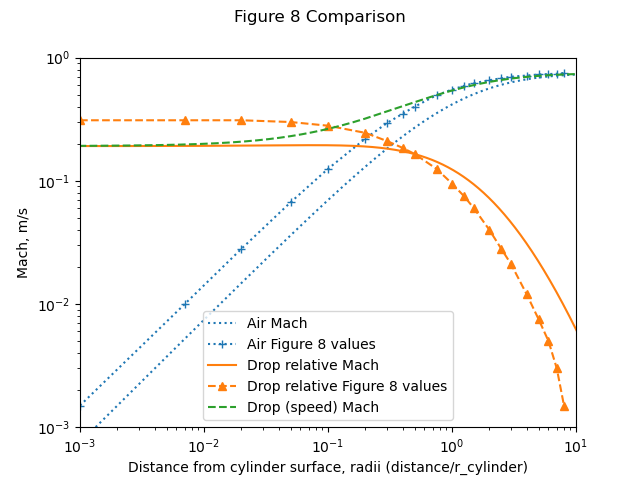 Figure 8 Comparison
10^0
10^-1
10^-2
10^-3
Mach, m/s
Air Mach
Air Figure 8 values
Drop relative Mach
Drop relative Figure 8 values
Drop (speed) Mach
10^-3
10^-2
10^-1
10^0
10^1
Distance from cylinder surface, radii (distance/r_cylinder)